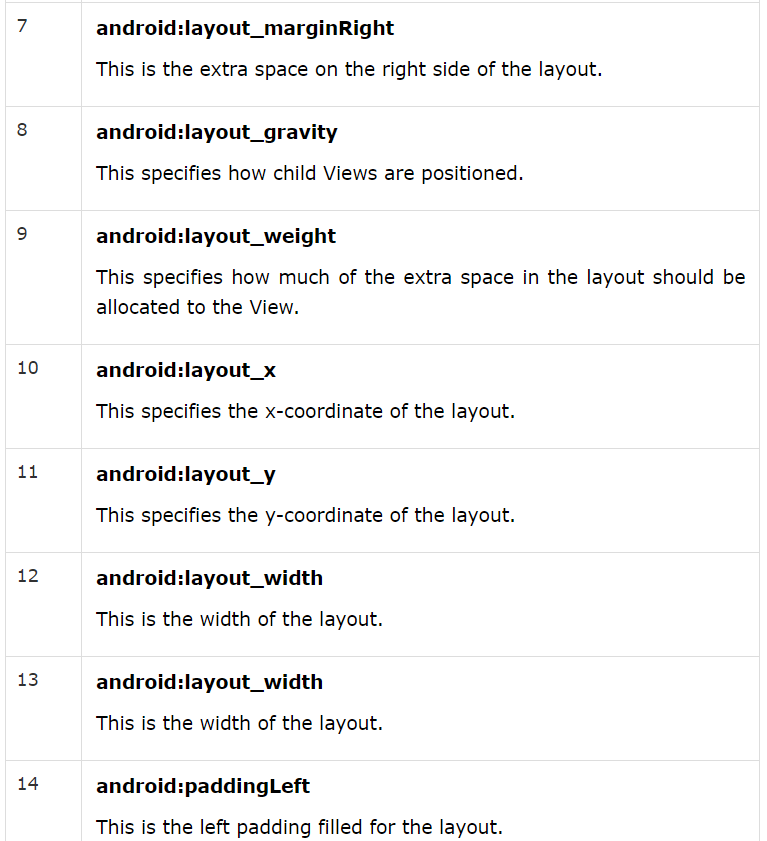 7
android:layout_marginRight
This is the extra space on the right side of the layout.
8
android:layout_gravity
This specifies how child Views are positioned.
9
android:layout_weight
This specifies how much of the extra space in the layout should be
allocated to the View.
10
android:layout_x
This specifies the x-coordinate of the layout.
11
android:layout_y
This specifies the y-coordinate of the layout.
12
android:layout_width
This is the width of the layout.
13
android:layout_width
This is the width of the layout.
14
android:paddingLeft
This is the left padding filled for the layout.